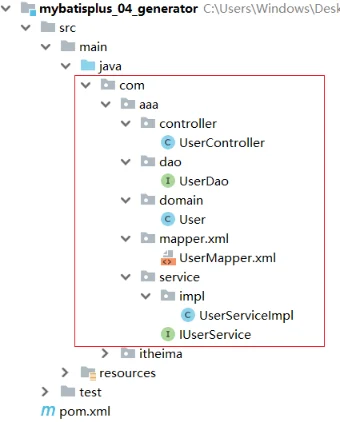 mybatisplus_04_generator C:\Users\Windows\Desk
src
main
java
com
aaa
controller
C UserController
dao
I UserDao
domain
C User
mapper.xml
UserMapper.xml
service
impl
C UserServiceImpl
I IUserService
itheima
resources
test
m pom.xml